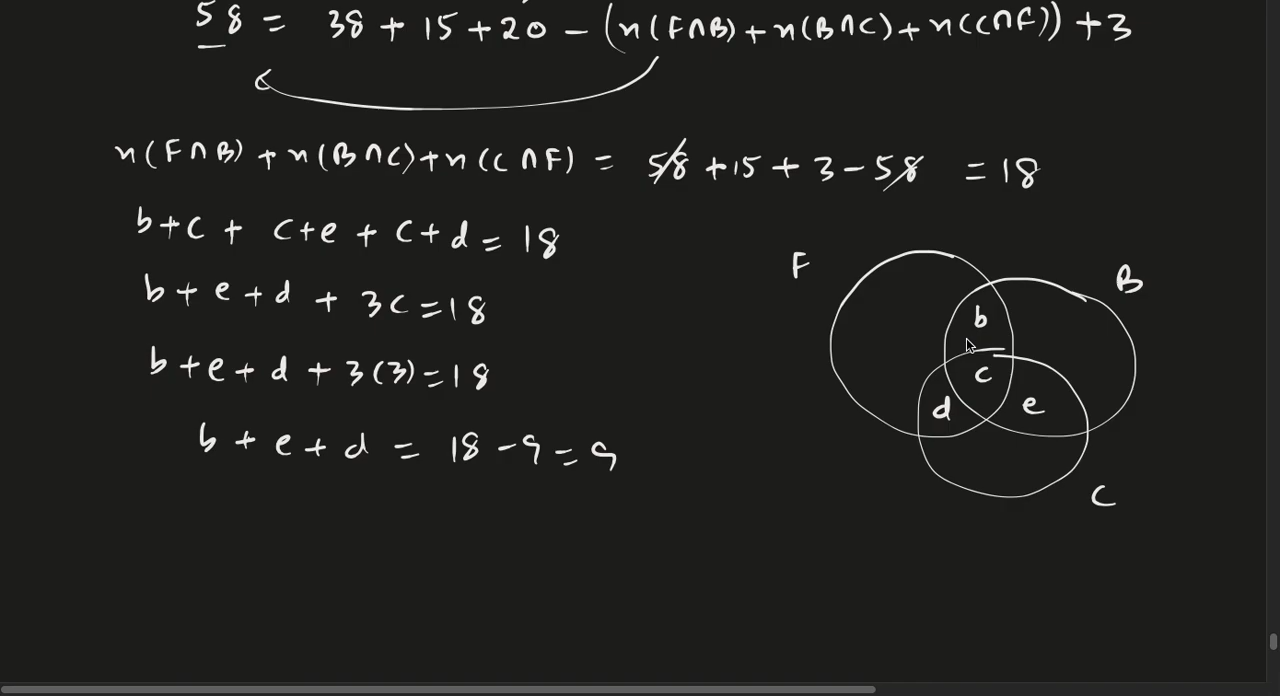 58 = 38 + 15 + 20 - (n(F∩B) + n(B∩C) + n(C∩F)) + 3
n(F∩B) + n(B∩C) + n(C∩F) = 58 + 15 + 3 - 58 = 18
b+c + c+e + c+d = 18
b + e + d + 3c = 18
b + e + d + 3(3) = 18
b + e + d = 18 - 9 = 9
F
B
b
c
d
e
C